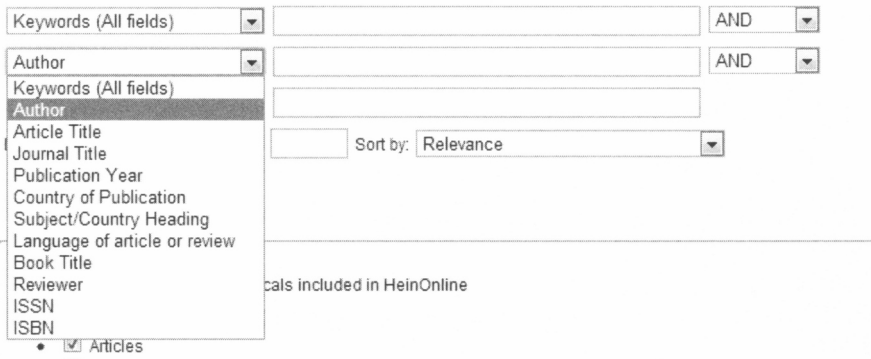 Keywords (All fields) AND
Author AND
Keywords (All fields)
Author
Article Title
Journal Title
Sort by: Relevance
Publication Year
Country of Publication
Subject/Country Heading
Language of article or review
Book Title
Reviewer
cals included in HeinOnline
ISSN
ISBN
Articles